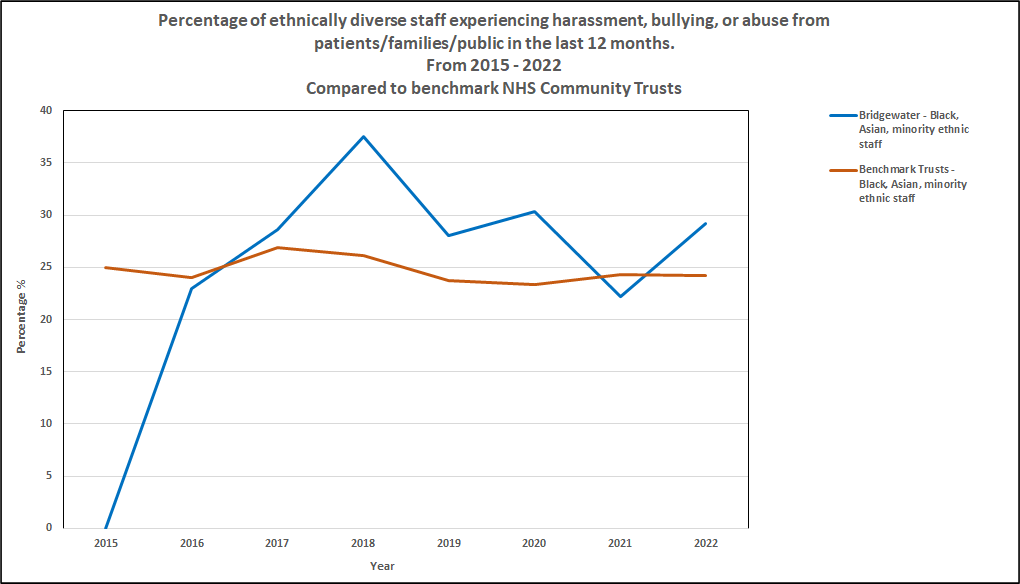 Percentage of ethnically diverse staff experiencing harassment, bullying, or abuse from
patients/families/public in the last 12 months.
From 2015 - 2022
Compared to benchmark NHS Community Trusts
40
35
30
25
20
15
10
5
0
Percentage %
2015 2016 2017 2018 2019 2020 2021 2022
Year
Bridgewater - Black,
Asian, minority ethnic
staff
Benchmark Trusts -
Black, Asian, minority
ethnic staff